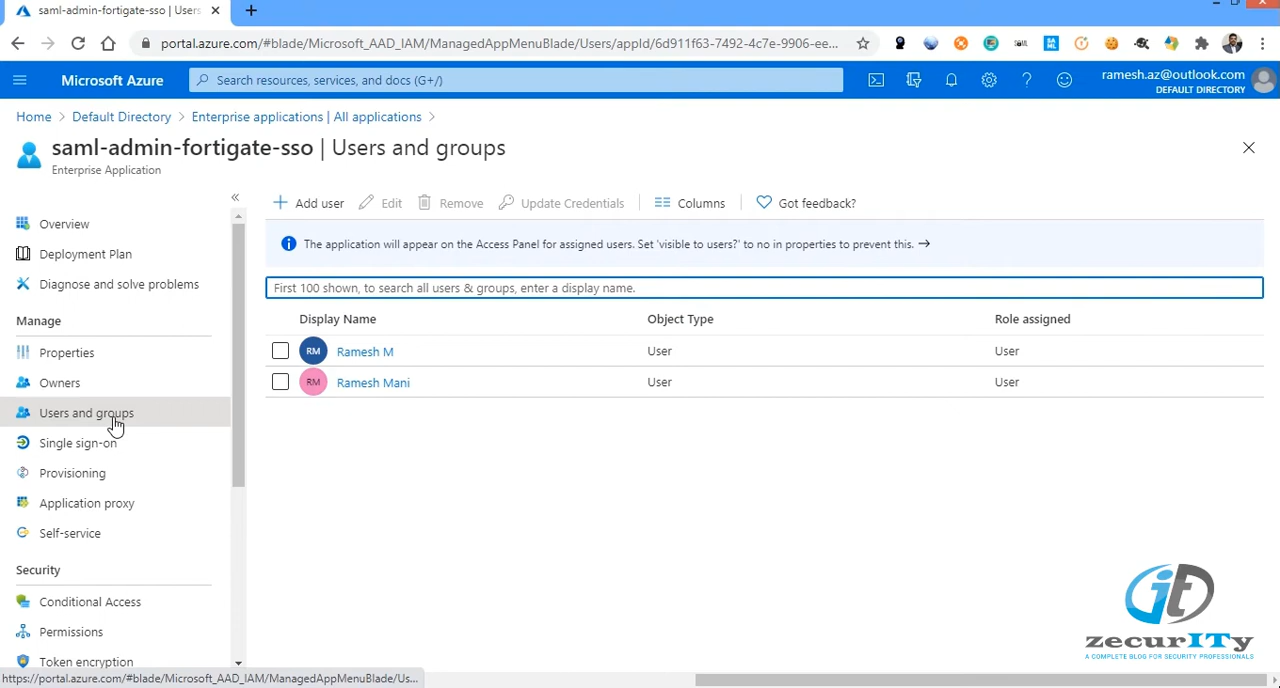 saml-admin-fortigate-sso | Users
portal.azure.com/#blade/Microsoft_AAD_IAM/ManagedAppMenuBlade/Users/appId/6d911f63-7492-4c7e-9906-ee...
Microsoft Azure
Search resources, services, and docs (G+/)
ramesh.az@outlook.com
DEFAULT DIRECTORY
Home > Default Directory > Enterprise applications | All applications >
saml-admin-fortigate-sso | Users and groups
Enterprise Application
Overview
Deployment Plan
Diagnose and solve problems
Manage
Properties
Owners
Users and groups
Single sign-on
Provisioning
Application proxy
Self-service
Security
Conditional Access
Permissions
Token encryption
Add user
Edit
Remove
Update Credentials
Columns
Got feedback?
The application will appear on the Access Panel for assigned users. Set 'visible to users?' to no in properties to prevent this. →
First 100 shown, to search all users & groups, enter a display name.
Display Name Object Type Role assigned
RM Ramesh M User User
RM Ramesh Mani User User
https://portal.azure.com/#blade/Microsoft_AAD_IAM/ManagedAppMenuBlade/Us...
it
zecurITy
A COMPLETE BLOG FOR SECURITY PROFESSIONALS